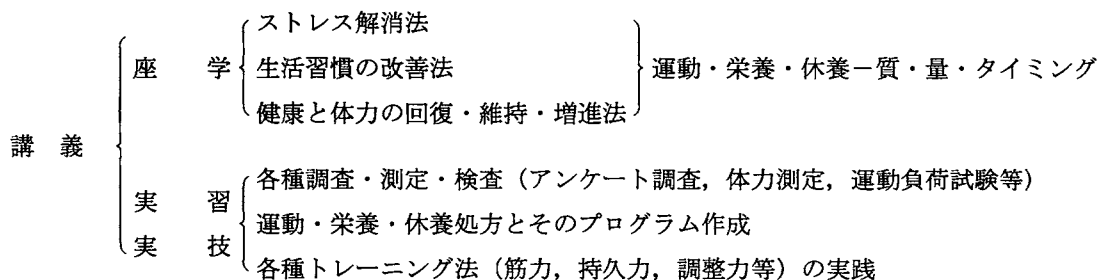 ストレス解消法
座 学 生活習慣の改善法 運動・栄養・休養－質・量・タイミング
健康と体力の回復・維持・増進法
講 義
各種調査・測定・検査（アンケート調査，体力測定，運動負荷試験等）
実 習
運動・栄養・休養処方とそのプログラム作成
実 技
各種トレーニング法（筋力，持久力，調整力等）の実践